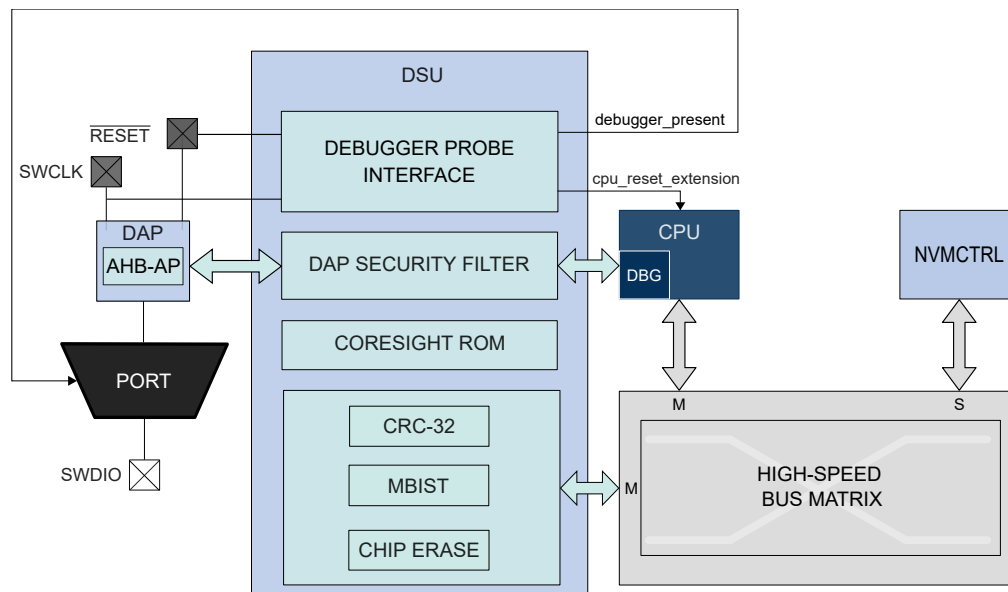 DSU
debugger_present
RESET
DEBUGGER PROBE
INTERFACE
SWCLK
cpu_reset_extension
DAP
AHB-AP
DAP SECURITY FILTER
CPU
DBG
NVMCTRL
CORESIGHT ROM
PORT
M
S
CRC-32
SWDIO
MBIST
M
HIGH-SPEED
BUS MATRIX
CHIP ERASE